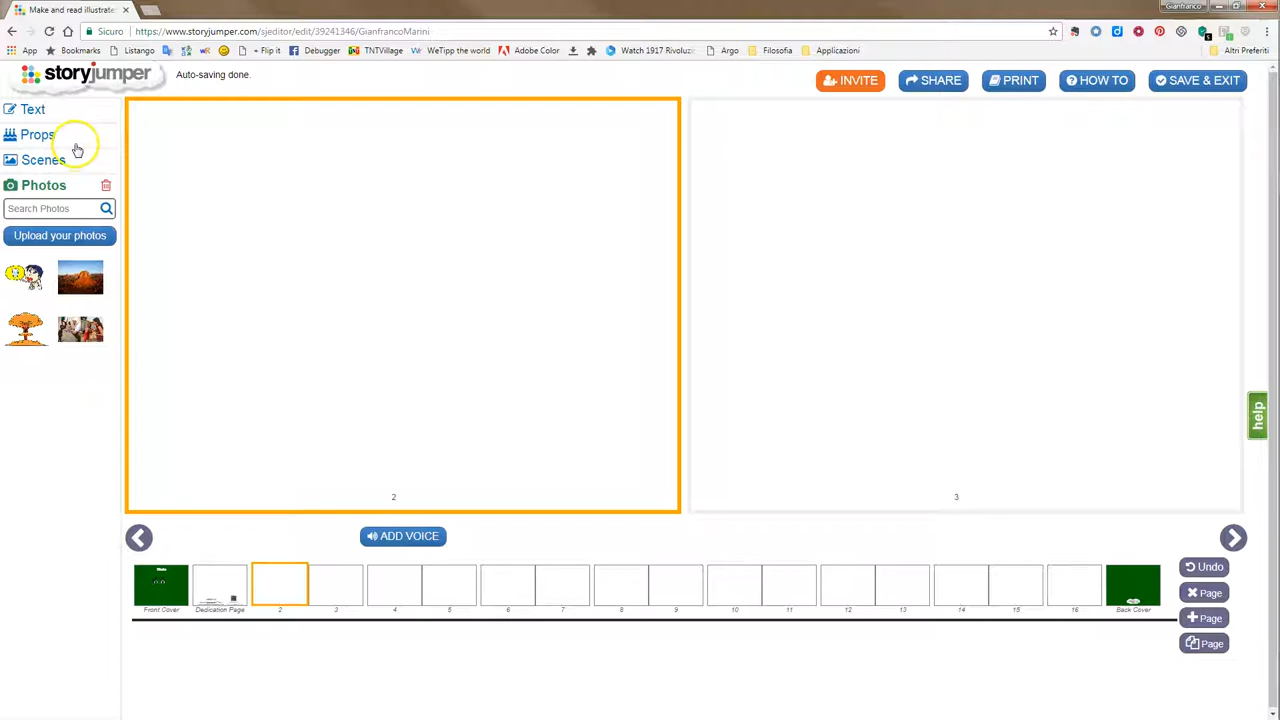 Make and read illustrate
Gianfranco
Sicuro
https://www.storyjumper.com/sjeditor/edit/39241346/GianfrancoMarini
App
Bookmarks
Listango
+ Flip it
Debugger
TNTVillage
WeTipp the world
Adobe Color
Watch 1917 Rivoluzi
Argo
Filosofia
Applicazioni
Altri Preferiti
storyjumper
Auto-saving done.
INVITE
SHARE
PRINT
HOW TO
SAVE & EXIT
Text
Props
Scenes
Photos
Search Photos
Upload your photos
help
2
3
ADD VOICE
Undo
Page
Page
Page
Front Cover
Dedication Page
2
3
4
5
6
7
8
9
10
11
12
13
14
15
16
Back Cover